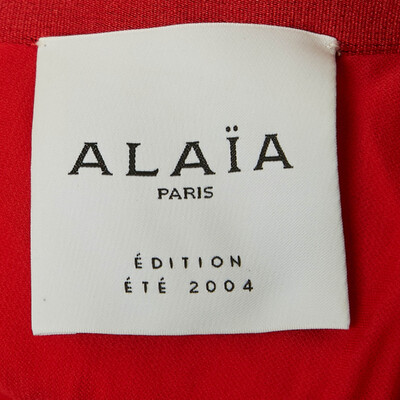 ALAÏA
PARIS
ÉDITION
ÉTÉ 2004